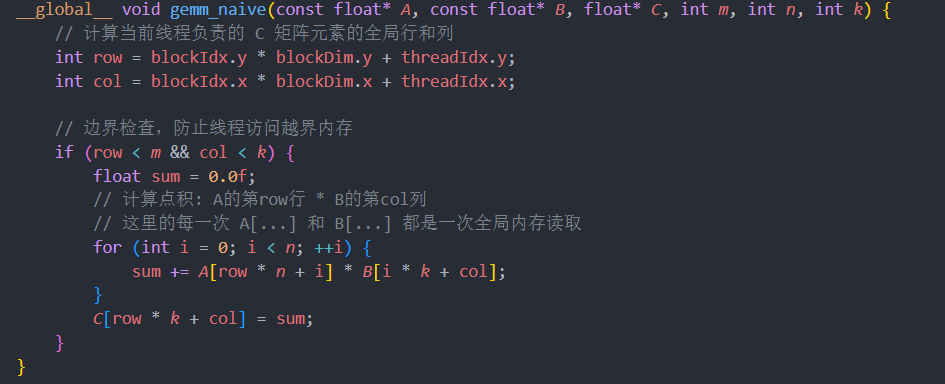 __global__ void gemm_naive(const float* A, const float* B, float* C, int m, int n, int k) {
    // 计算当前线程负责的 C 矩阵元素的全局行和列
    int row = blockIdx.y * blockDim.y + threadIdx.y;
    int col = blockIdx.x * blockDim.x + threadIdx.x;

    // 边界检查，防止线程访问越界内存
    if (row < m && col < k) {
        float sum = 0.0f;
        // 计算点积: A的第row行 * B的第col列
        // 这里的每一次 A[...] 和 B[...] 都是一次全局内存读取
        for (int i = 0; i < n; ++i) {
            sum += A[row * n + i] * B[i * k + col];
        }
        C[row * k + col] = sum;
    }
}